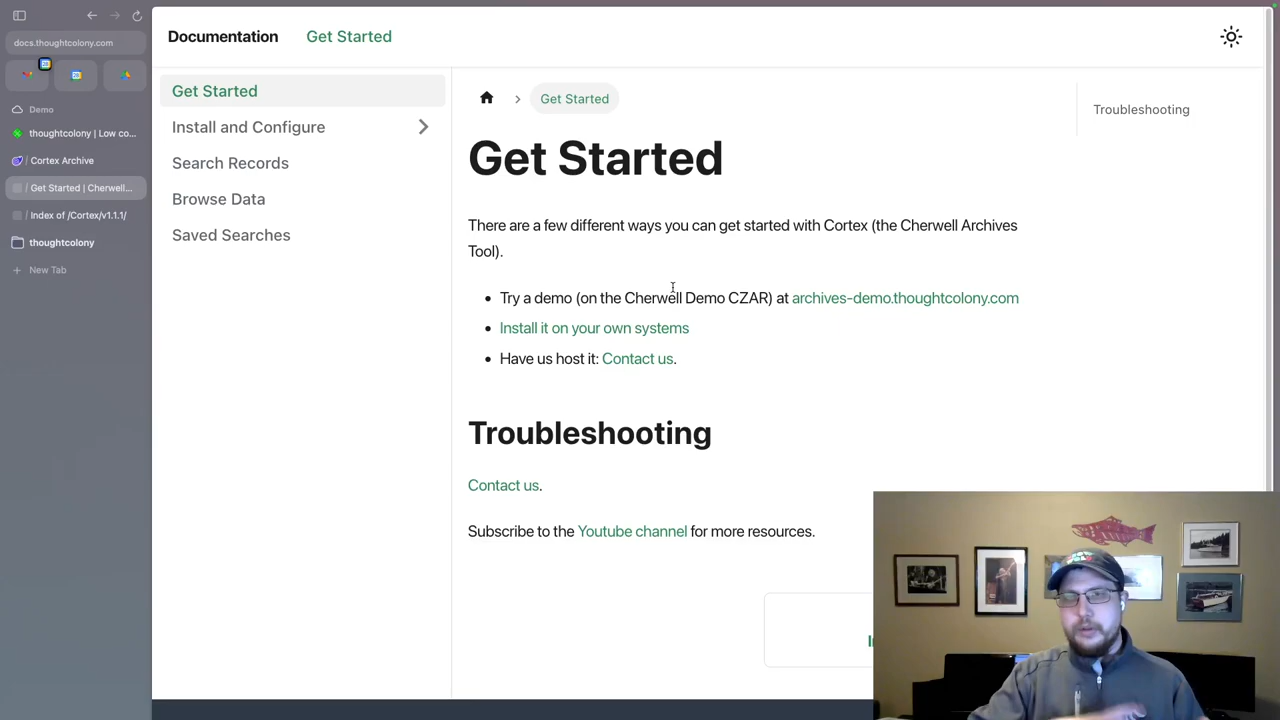 docs.thoughtcolony.com
Demo
thoughtcolony | Low co...
/ Cortex Archive
/ Get Started | Cherwell...
/ Index of /Cortex/v1.1.1/
thoughtcolony
+ New Tab
Documentation
Get Started
Get Started
Install and Configure
Search Records
Browse Data
Saved Searches
Get Started
Troubleshooting
Get Started
There are a few different ways you can get started with Cortex (the Cherwell Archives
Tool).
Try a demo (on the Cherwell Demo CZAR) at archives-demo.thoughtcolony.com
Install it on your own systems
Have us host it: Contact us.
Troubleshooting
Contact us.
Subscribe to the Youtube channel for more resources.